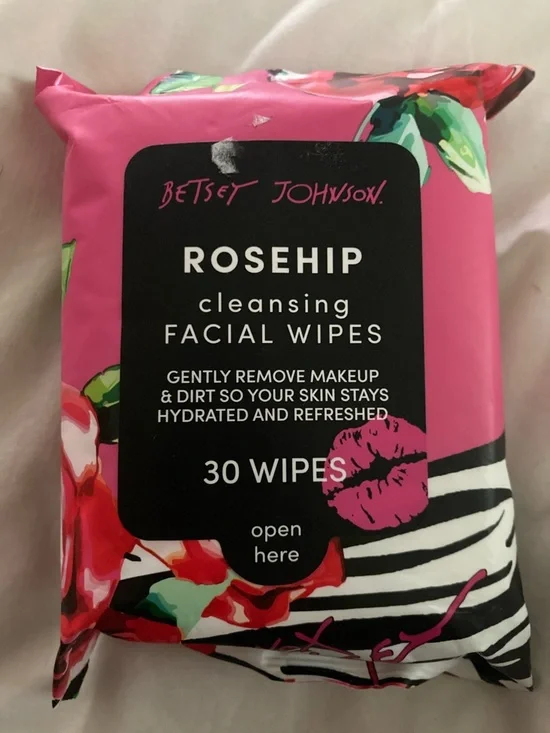 BETSEY JOHNSON.
ROSEHIP
cleansing
FACIAL WIPES
GENTLY REMOVE MAKEUP
& DIRT SO YOUR SKIN STAYS
HYDRATED AND REFRESHED
30 WIPES
open
here